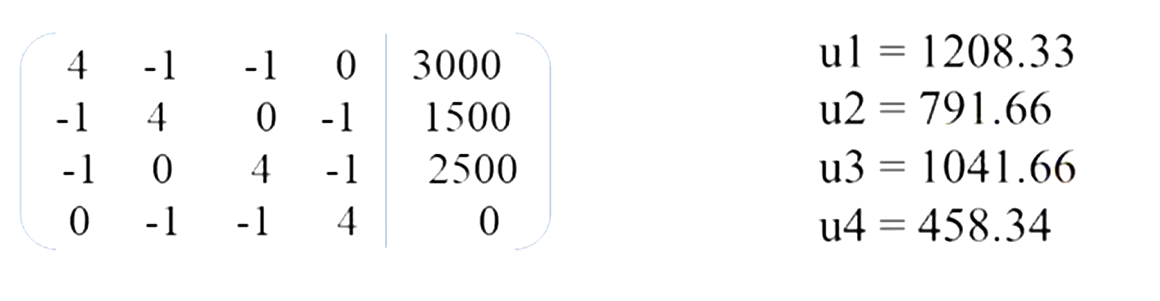 4 -1 -1 0 3000
-1 4 0 -1 1500
-1 0 4 -1 2500
0 -1 -1 4 0
u1 = 1208.33
u2 = 791.66
u3 = 1041.66
u4 = 458.34